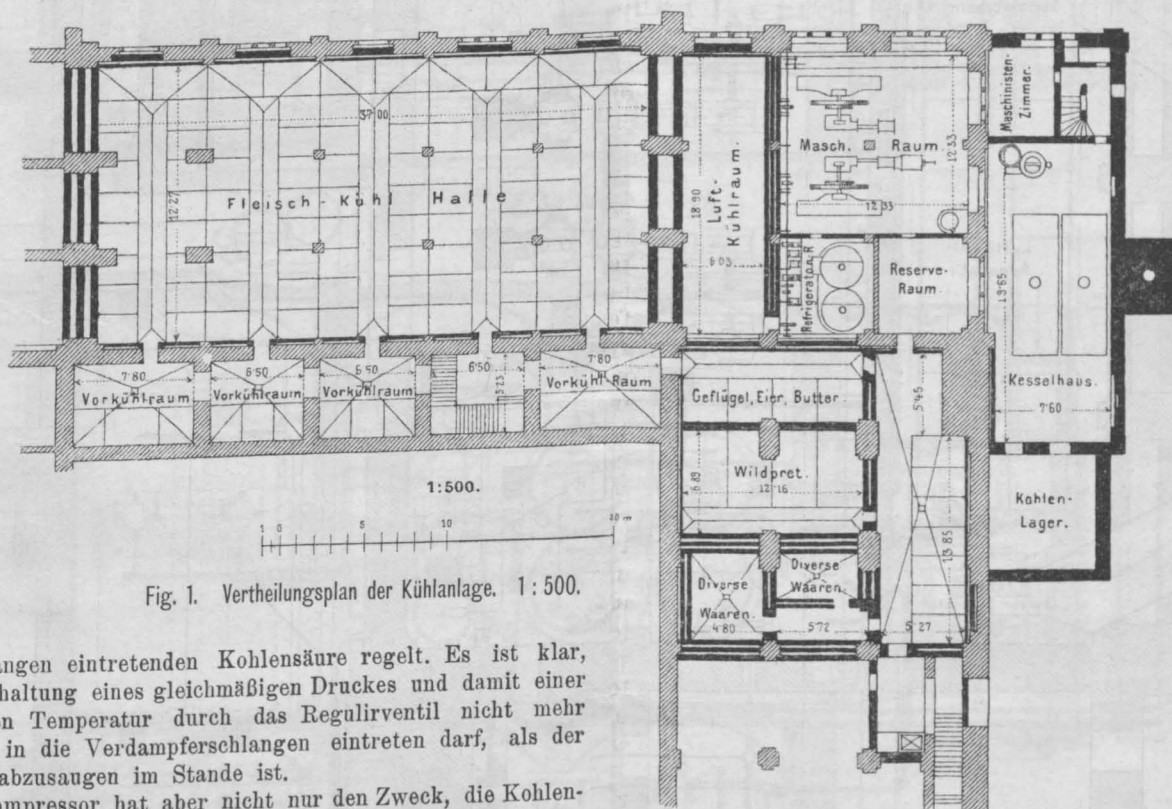 Maschinisten-
Zimmer.
37·00
12·27
Fleisch-Kühl Halle
18·90
Luft-
Kühlraum.
6·03
Masch. Raum.
12·33
12·33
Refrigerator-R.
Reserve-
Raum.
13·65
Kesselhaus.
7·60
7·80
Vorkühlraum
6·50
Vorkühlraum
6·50
Vorkühlraum
6·50
5·23
7·80
Vorkühl Raum
Geflügel, Eier, Butter.
5·45
Wildpret.
12·16
6·89
13·85
Kohlen-
Lager.
Diverse
Waaren.
4·80
Diverse
Waaren.
5·72
5·27
1:500.
1 0 5 10 20 m
Fig. 1. Vertheilungsplan der Kühlanlage. 1 : 500.
angen eintretenden Kohlensäure regelt. Es ist klar,
haltung eines gleichmäßigen Druckes und damit einer
n Temperatur durch das Regulirventil nicht mehr
in die Verdampferschlangen eintreten darf, als der
abzusaugen im Stande ist.
mpressor hat aber nicht nur den Zweck, die Kohlen-